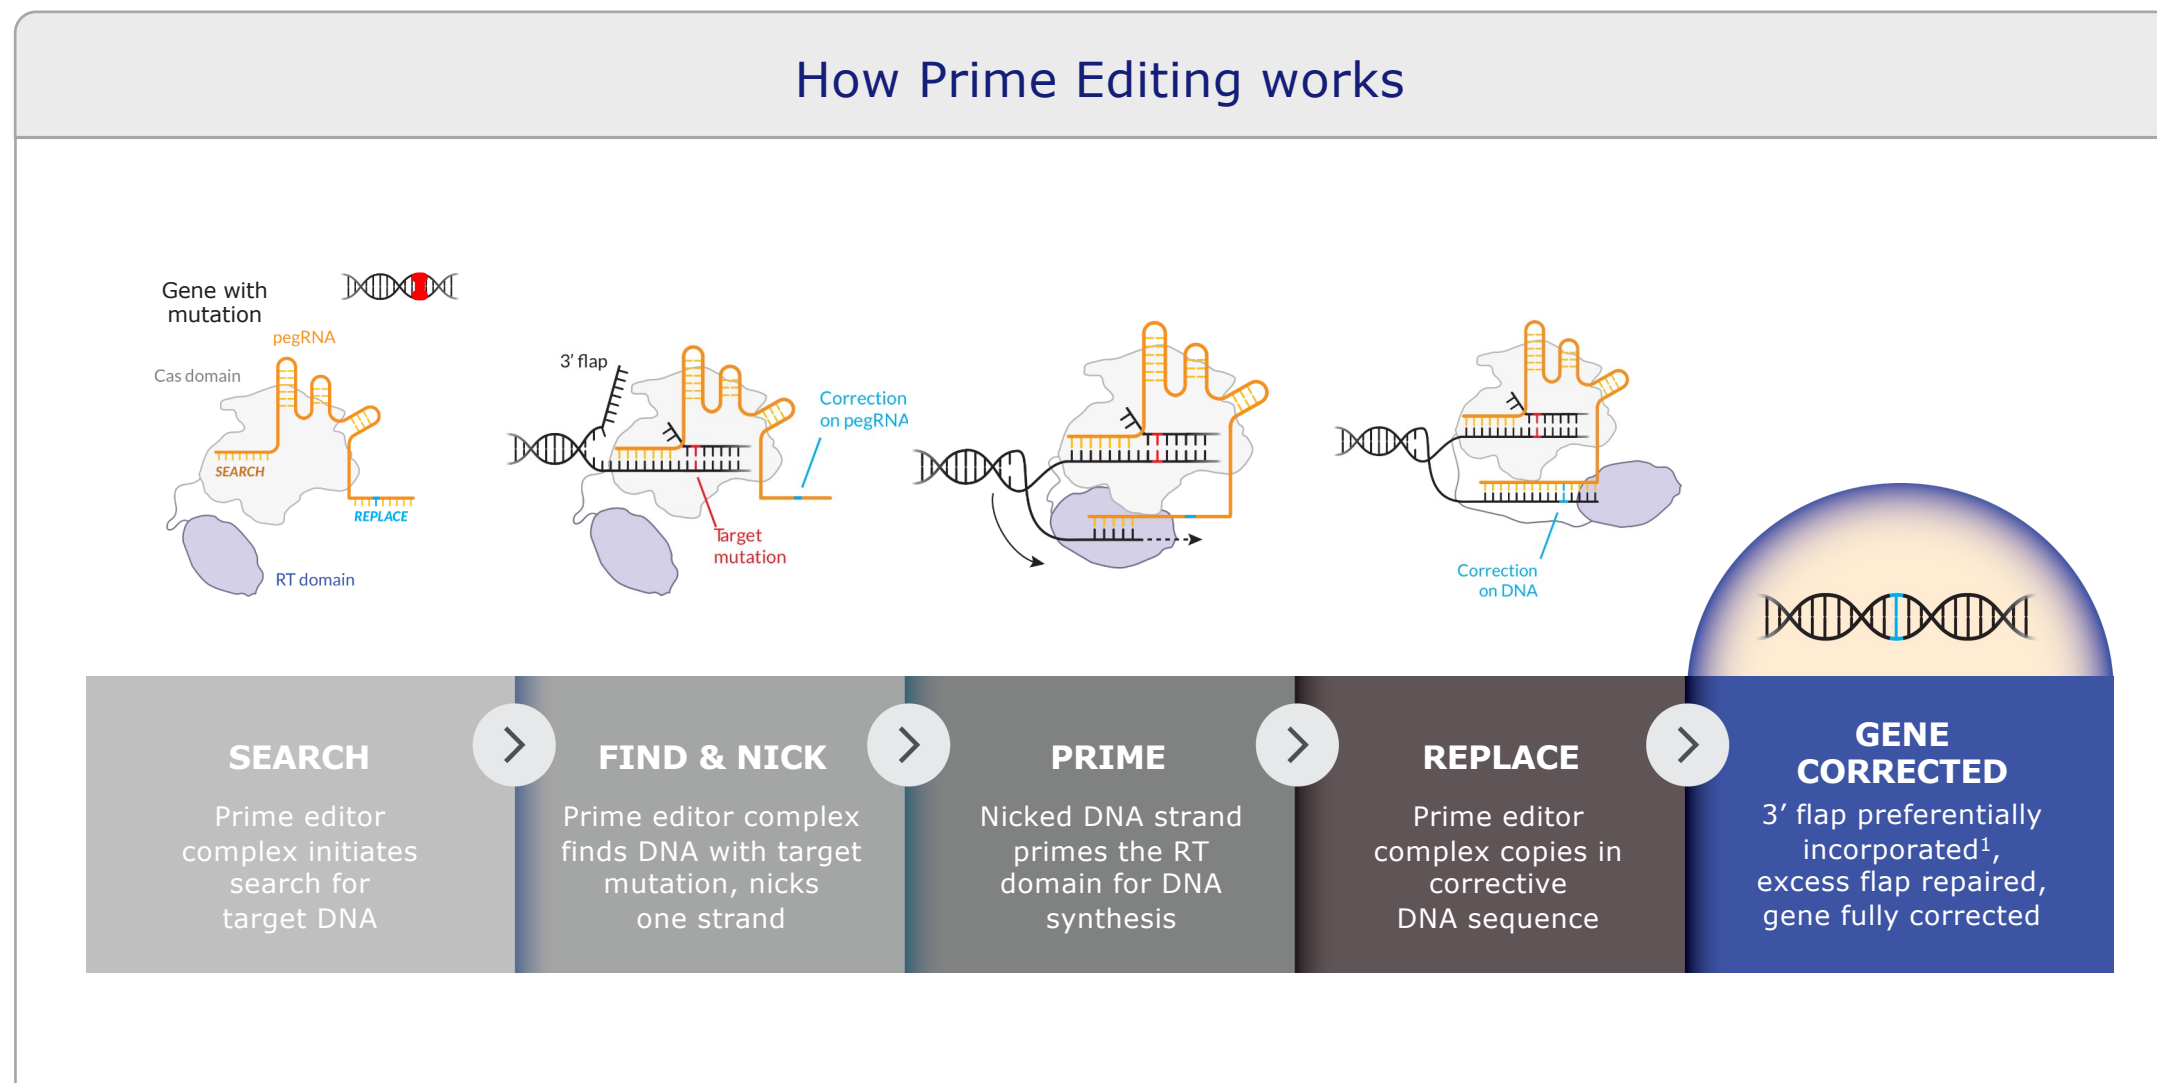 How Prime Editing works
Gene with
mutation
pegRNA
Cas domain
SEARCH
REPLACE
RT domain
3’ flap
Correction
on pegRNA
Target
mutation
Correction
on DNA
SEARCH
Prime editor
complex initiates
search for
target DNA
FIND & NICK
Prime editor complex
finds DNA with target
mutation, nicks
one strand
PRIME
Nicked DNA strand
primes the RT
domain for DNA
synthesis
REPLACE
Prime editor
complex copies in
corrective
DNA sequence
GENE
CORRECTED
3’ flap preferentially
incorporated¹,
excess flap repaired,
gene fully corrected